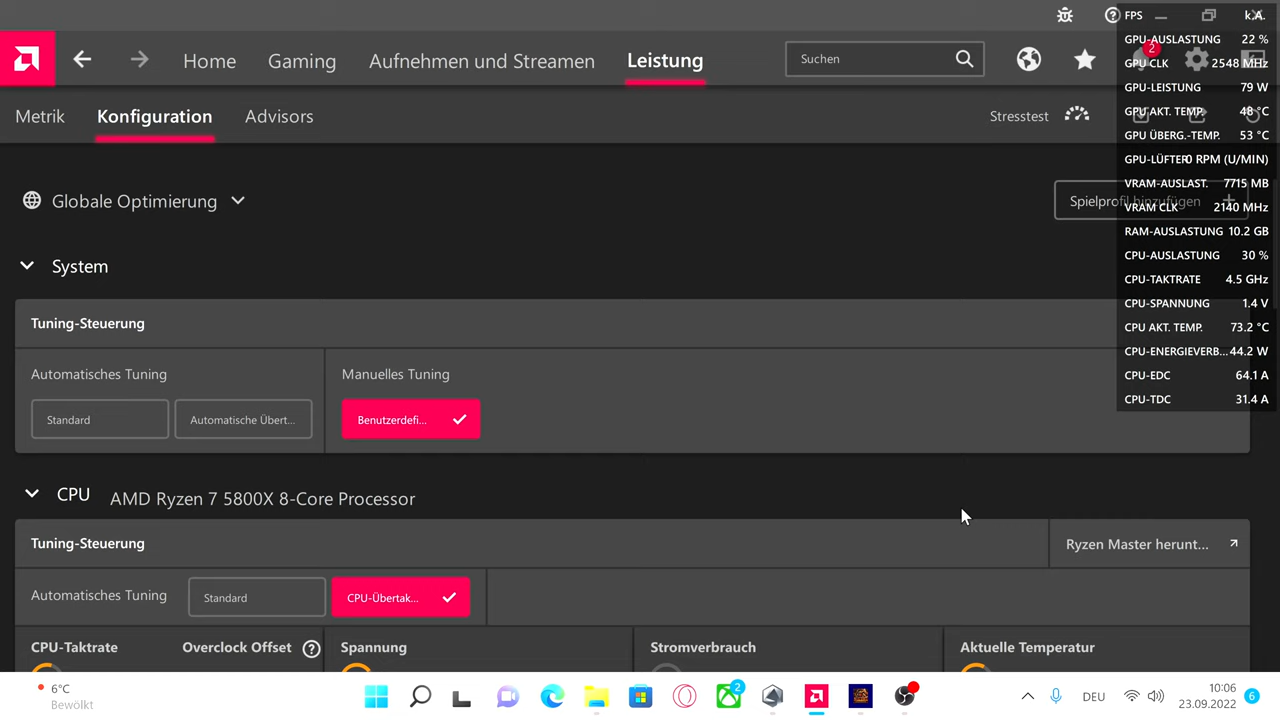 FPS k.A.
Home Gaming Aufnehmen und Streamen Leistung Suchen 2
GPU-AUSLASTUNG 22 %
GPU CLK 2548 MHz
GPU-LEISTUNG 79 W
Metrik Konfiguration Advisors Stresstest
GPU AKT. TEMP. 48 °C
GPU ÜBERG.-TEMP. 53 °C
GPU-LÜFTER 0 RPM (U/MIN)
VRAM-AUSLAST. 7715 MB
Globale Optimierung Spielprofil hinzufügen +
VRAM CLK 2140 MHz
RAM-AUSLASTUNG 10.2 GB
CPU-AUSLASTUNG 30 %
System
CPU-TAKTRATE 4.5 GHz
CPU-SPANNUNG 1.4 V
Tuning-Steuerung
CPU AKT. TEMP. 73.2 °C
CPU-ENERGIEVERB... 44.2 W
Automatisches Tuning Manuelles Tuning
CPU-EDC 64.1 A
CPU-TDC 31.4 A
Standard Automatische Übert... Benutzerdefi...
CPU AMD Ryzen 7 5800X 8-Core Processor
Tuning-Steuerung Ryzen Master herunt...
Automatisches Tuning Standard CPU-Übertak...
CPU-Taktrate Overclock Offset ? Spannung Stromverbrauch Aktuelle Temperatur
6°C
Bewölkt
2
DEU
10:06
23.09.2022
6